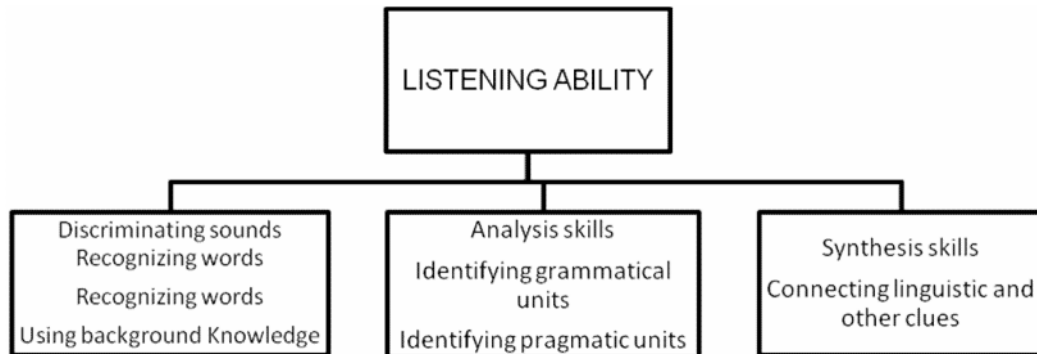 LISTENING ABILITY
Discriminating sounds
Recognizing words
Recognizing words
Using background Knowledge
Analysis skills
Identifying grammatical
units
Identifying pragmatic units
Synthesis skills
Connecting linguistic and
other clues